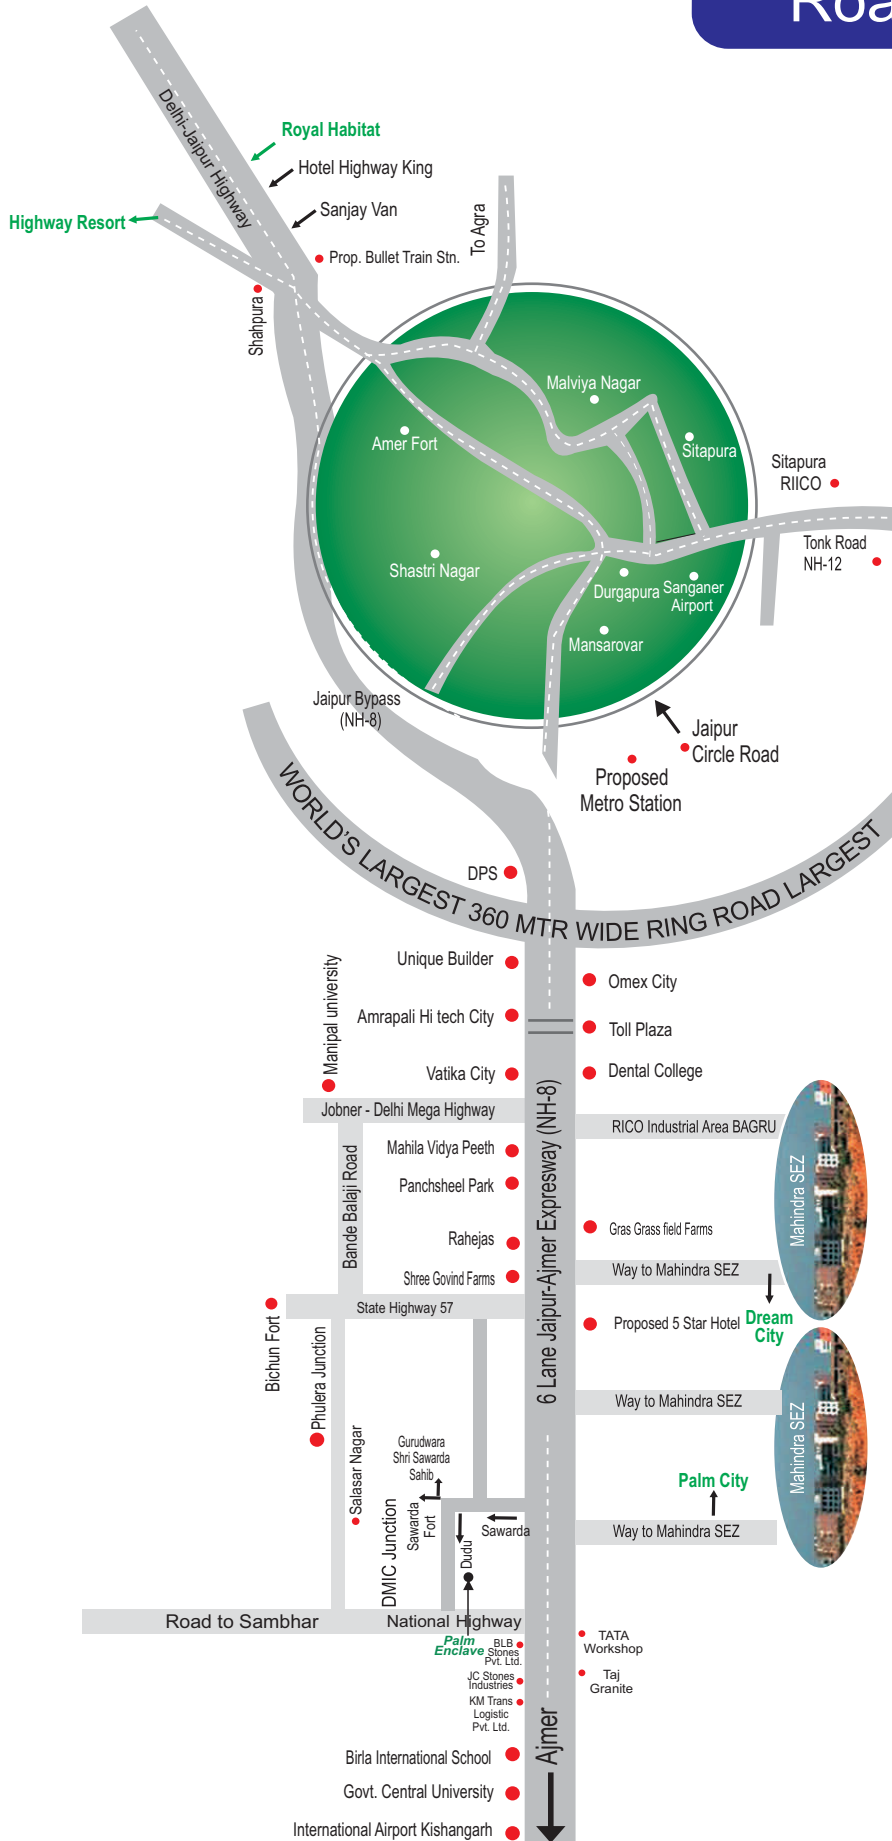 Roa
Delhi-Jaipur Highway
Royal Habitat
Hotel Highway King
Sanjay Van
Highway Resort
Prop. Bullet Train Stn.
To Agra
Shahpura
Malviya Nagar
Amer Fort
Sitapura
Sitapura
RIICO
Tonk Road
NH-12
Shastri Nagar
Durgapura
Sanganer
Airport
Mansarovar
Jaipur Bypass
(NH-8)
Jaipur
Circle Road
Proposed
Metro Station
WORLD'S LARGEST 360 MTR WIDE RING ROAD LARGEST
DPS
Unique Builder
Omex City
Manipal university
Amrapali Hi tech City
Toll Plaza
Vatika City
Dental College
Jobner - Delhi Mega Highway
RICO Industrial Area BAGRU
Mahila Vidya Peeth
Panchsheel Park
Bande Balaji Road
6 Lane Jaipur-Ajmer Expresway (NH-8)
Mahindra SEZ
Rahejas
Gras Grass field Farms
Shree Govind Farms
Way to Mahindra SEZ
State Highway 57
Bichun Fort
Proposed 5 Star Hotel
Dream
City
Phulera Junction
Way to Mahindra SEZ
Mahindra SEZ
Salasar Nagar
Gurudwara
Shri Sawarda
Sahib
Palm City
DMIC Junction
Sawarda
Fort
Dudu
Sawarda
Way to Mahindra SEZ
Road to Sambhar
National Highway
Palm
Enclave
BLB
Stones
Pvt. Ltd.
TATA
Workshop
JC Stones
Industries
Taj
Granite
KM Trans
Logistic
Pvt. Ltd.
Ajmer
Birla International School
Govt. Central University
International Airport Kishangarh